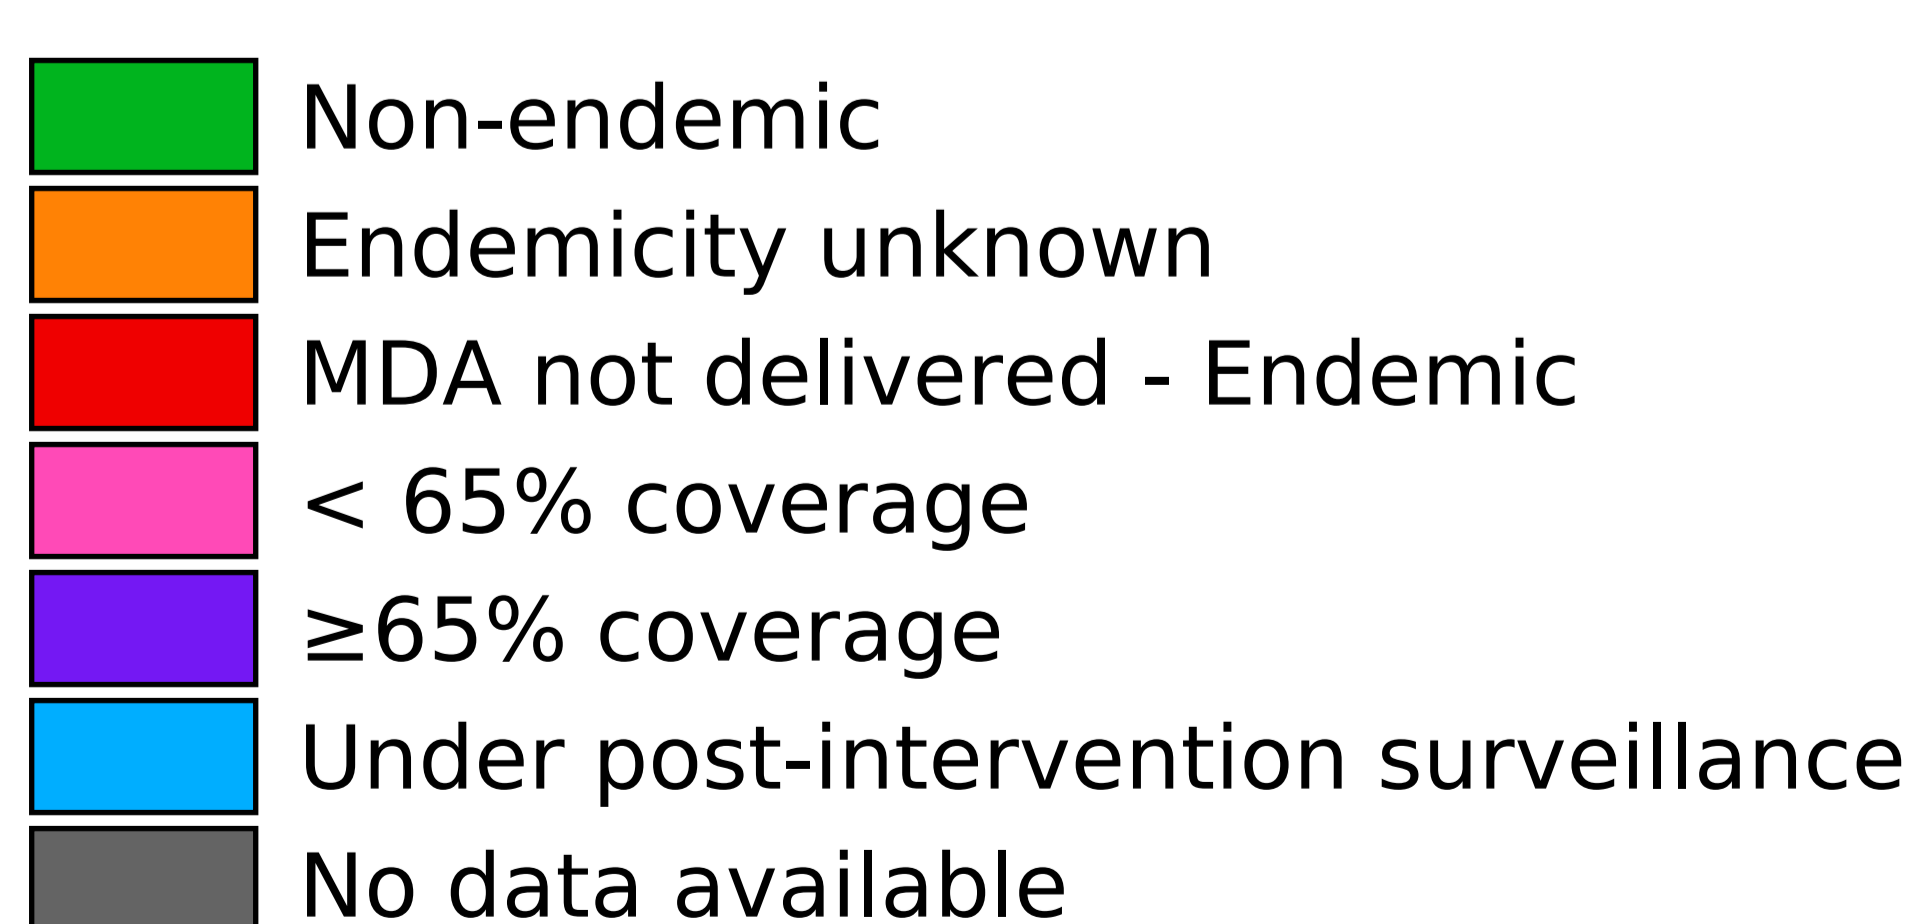 Non-endemic
Endemicity unknown
MDA not delivered - Endemic
< 65% coverage
≥65% coverage
Under post-intervention surveillance
No data available